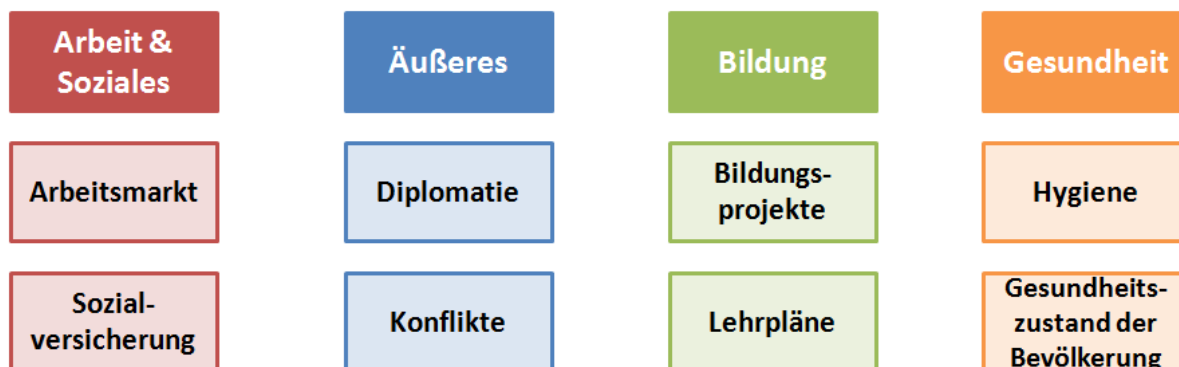 Arbeit &
Soziales
Äußeres
Bildung
Gesundheit
Arbeitsmarkt
Diplomatie
Bildungs-
projekte
Hygiene
Sozial-
versicherung
Konflikte
Lehrpläne
Gesundheits-
zustand der
Bevölkerung